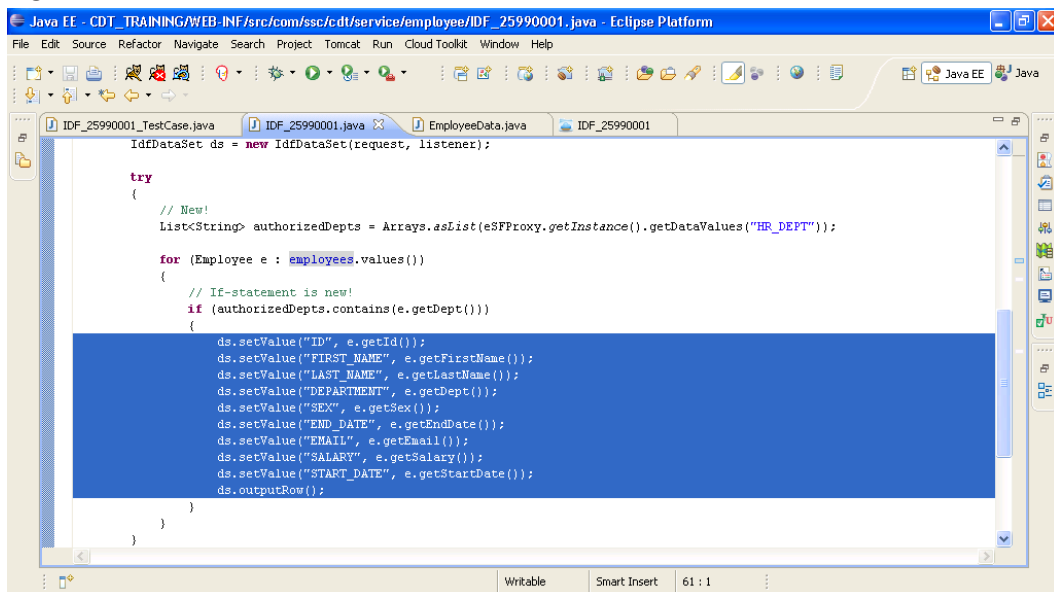 Java EE - CDT_TRAINING/WEB-INF/src/com/ssc/cdt/service/employee/IDF_25990001.java - Eclipse Platform
File Edit Source Refactor Navigate Search Project Tomcat Run Cloud Toolkit Window Help
Java EE Java
IDF_25990001_TestCase.java IDF_25990001.java EmployeeData.java IDF_25990001
IdfDataSet ds = new IdfDataSet(request, listener);
try
{
// New!
List<String> authorizedDepts = Arrays.asList(eSFProxy.getInstance().getDataValues("HR_DEPT"));
for (Employee e : employees.values())
{
// If-statement is new!
if (authorizedDepts.contains(e.getDept()))
{
ds.setValue("ID", e.getId());
ds.setValue("FIRST_NAME", e.getFirstName());
ds.setValue("LAST_NAME", e.getLastName());
ds.setValue("DEPARTMENT", e.getDept());
ds.setValue("SEX", e.getSex());
ds.setValue("END_DATE", e.getEndDate());
ds.setValue("EMAIL", e.getEmail());
ds.setValue("SALARY", e.getSalary());
ds.setValue("START_DATE", e.getStartDate());
ds.outputRow();
}
}
}
Writable Smart Insert 61 : 1